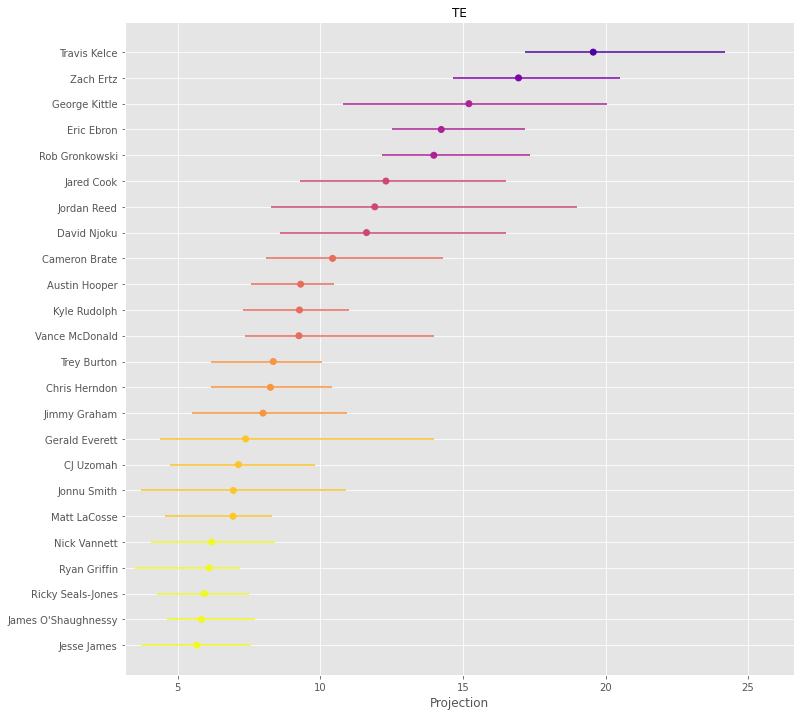 TE
Travis Kelce
Zach Ertz
George Kittle
Eric Ebron
Rob Gronkowski
Jared Cook
Jordan Reed
David Njoku
Cameron Brate
Austin Hooper
Kyle Rudolph
Vance McDonald
Trey Burton
Chris Herndon
Jimmy Graham
Gerald Everett
CJ Uzomah
Jonnu Smith
Matt LaCosse
Nick Vannett
Ryan Griffin
Ricky Seals-Jones
James O'Shaughnessy
Jesse James
5 10 15 20 25
Projection